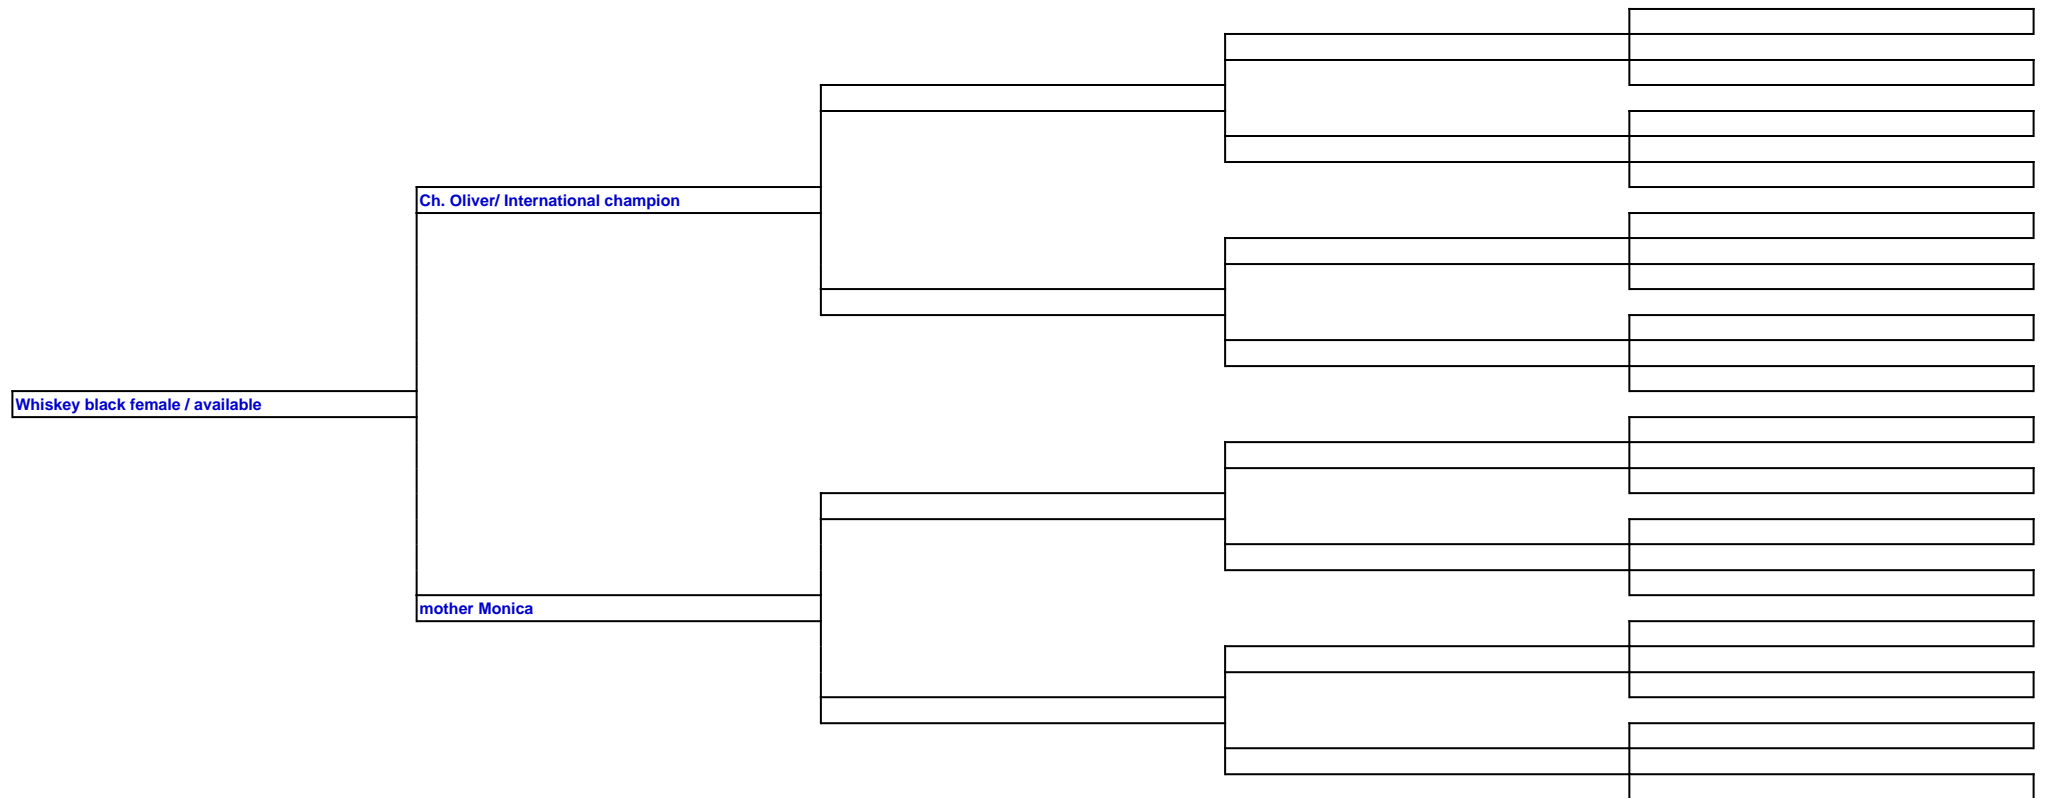 Ch. Oliver/ International champion
Whiskey black female / available
mother Monica